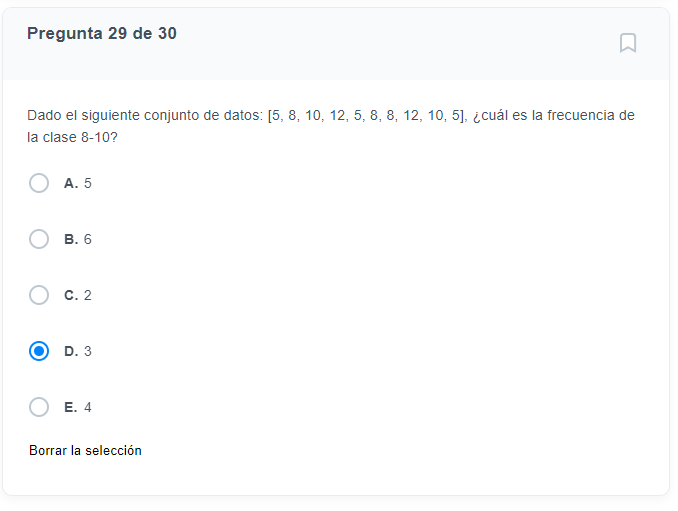 Pregunta 29 de 30
Dado el siguiente conjunto de datos: [5, 8, 10, 12, 5, 8, 8, 12, 10, 5], ¿cuál es la frecuencia de
la clase 8-10?
A. 5
B. 6
C. 2
D. 3
E. 4
Borrar la selección